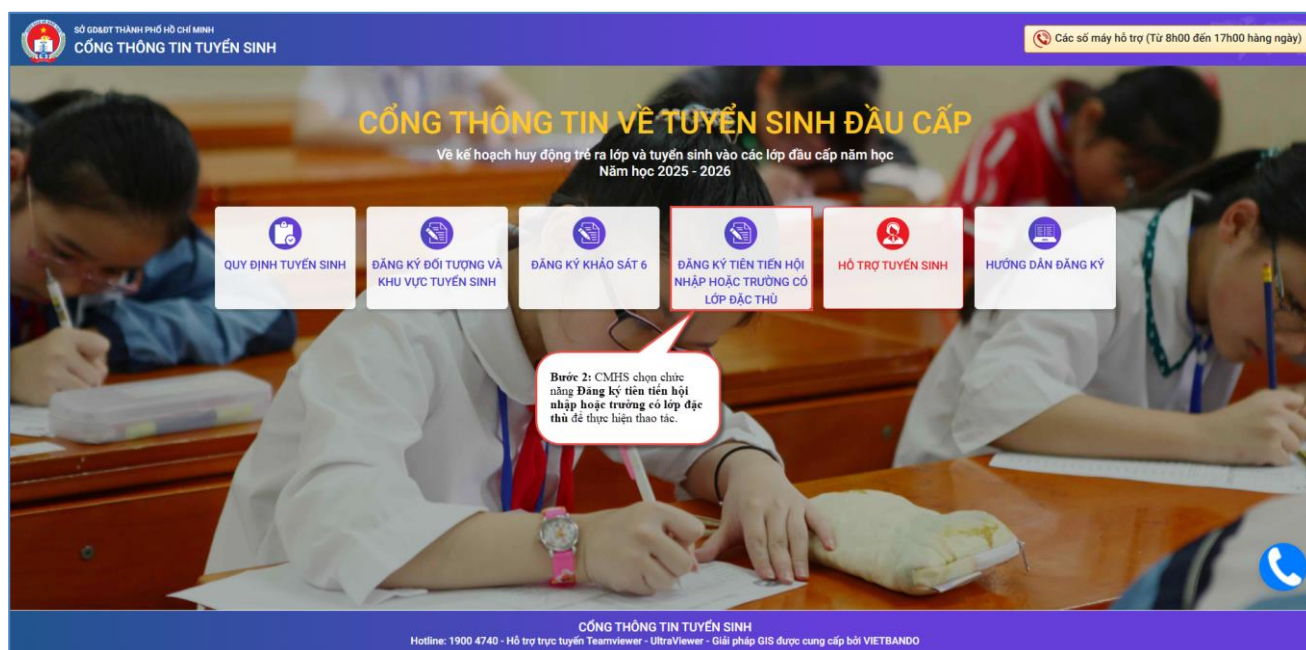 SỞ GD&ĐT THÀNH PHỐ HỒ CHÍ MINH
CỔNG THÔNG TIN TUYỂN SINH
Các số máy hỗ trợ (Từ 8h00 đến 17h00 hàng ngày)
CỔNG THÔNG TIN VỀ TUYỂN SINH ĐẦU CẤP
Về kế hoạch huy động trẻ ra lớp và tuyển sinh vào các lớp đầu cấp năm học
Năm học 2025 - 2026
QUY ĐỊNH TUYỂN SINH
ĐĂNG KÝ ĐỐI TƯỢNG VÀ
KHU VỰC TUYỂN SINH
ĐĂNG KÝ KHẢO SÁT 6
ĐĂNG KÝ TIÊN TIẾN HỘI
NHẬP HOẶC TRƯỜNG CÓ
LỚP ĐẶC THÙ
HỖ TRỢ TUYỂN SINH
HƯỚNG DẪN ĐĂNG KÝ
Bước 2: CMHS chọn chức
năng Đăng ký tiên tiến hội
nhập hoặc trường có lớp đặc
thù để thực hiện thao tác.
CỔNG THÔNG TIN TUYỂN SINH
Hotline: 1900 4740 - Hỗ trợ trực tuyến Teamviewer - UltraViewer - Giải pháp GIS được cung cấp bởi VIETBANDO